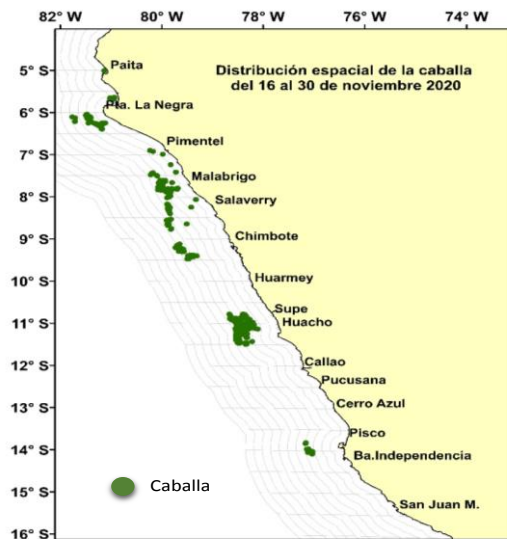 82° W
80° W
78° W
76° W
74° W
Distribución espacial de la caballa
del 16 al 30 de noviembre 2020
5° S
6° S
7° S
8° S
9° S
10° S
11° S
12° S
13° S
14° S
15° S
16° S
Paita
Pta. La Negra
Pimentel
Malabrigo
Salaverry
Chimbote
Huarmey
Supe
Huacho
Callao
Pucusana
Cerro Azul
Pisco
Ba.Independencia
San Juan M.
Caballa